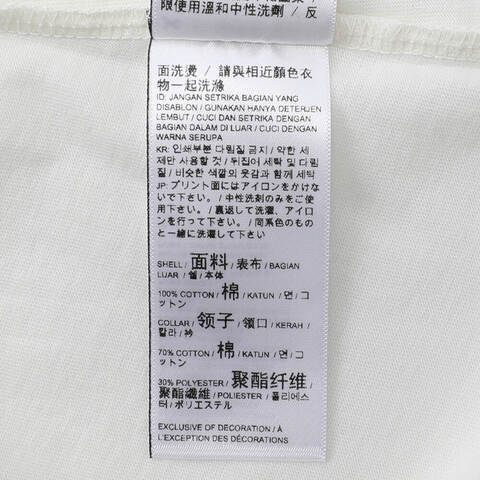 限使用溫和中性洗劑 / 反
面洗燙 / 請與相近顏色衣
物一起洗滌
ID: JANGAN SETRIKA BAGIAN YANG
DISABLON / GUNAKAN HANYA DETERJEN
LEMBUT / CUCI DAN SETRIKA DENGAN
BAGIAN DALAM DI LUAR / CUCI DENGAN
WARNA SERUPA
KR: 인쇄부분 다림질 금지 / 약한 세
제만 사용할 것 / 뒤집어 세탁 및 다림
질 / 비슷한 색깔의 옷감과 함께 세탁
JP: プリント面にはアイロンをかけな
いで下さい。 / 中性洗剤のみをご使
用下さい。 / 裏返して洗濯、アイロ
ンを行って下さい。 / 同系色のもの
と一緒に洗濯して下さい
SHELL / 面料 / 表布 / BAGIAN
LUAR / 쉘 / 本体
100% COTTON / 棉 / KATUN / 면 / コ
ットン
COLLAR / 领子 / 領口 / KERAH /
칼라 / 衿
70% COTTON / 棉 / KATUN / 면 / コ
ットン
30% POLYESTER / 聚酯纤维 /
聚酯纖維 / POLIESTER / 폴리에스
터 / ポリエステル
EXCLUSIVE OF DECORATION / À
L'EXCEPTION DES DÉCORATIONS